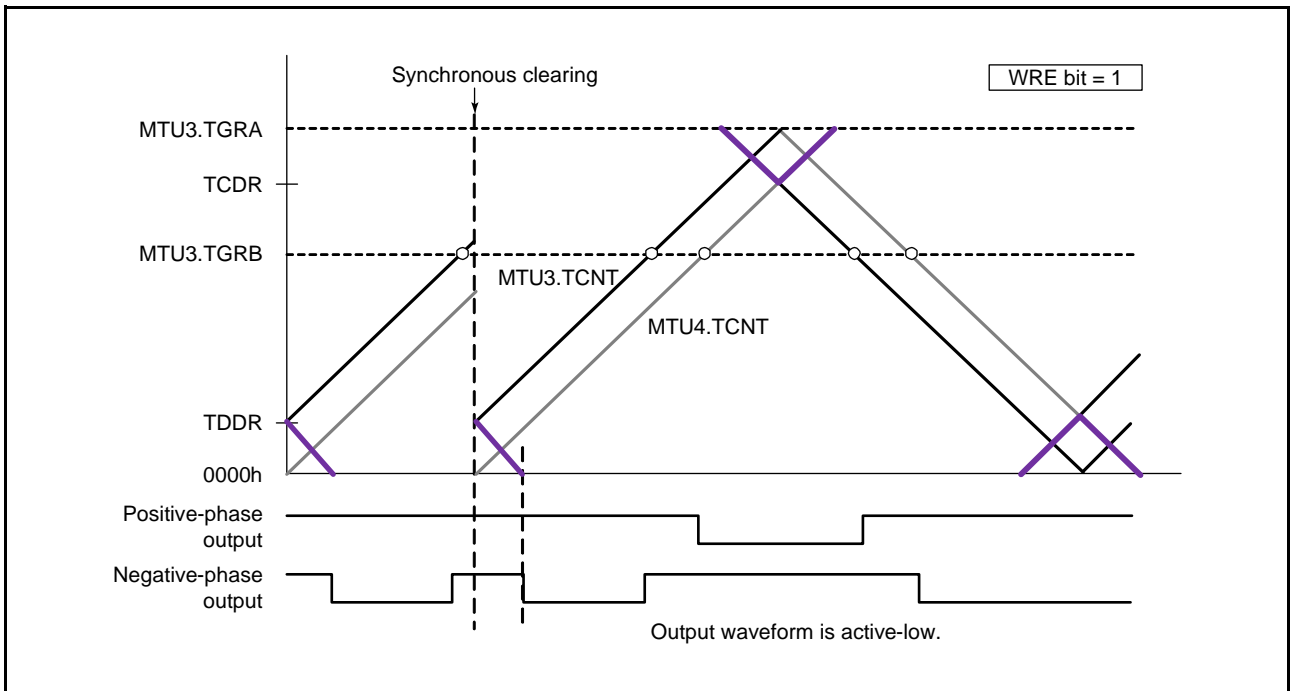 Synchronous clearing
WRE bit = 1
MTU3.TGRA
TCDR
MTU3.TGRB
MTU3.TCNT
MTU4.TCNT
TDDR
0000h
Positive-phase
output
Negative-phase
output
Output waveform is active-low.